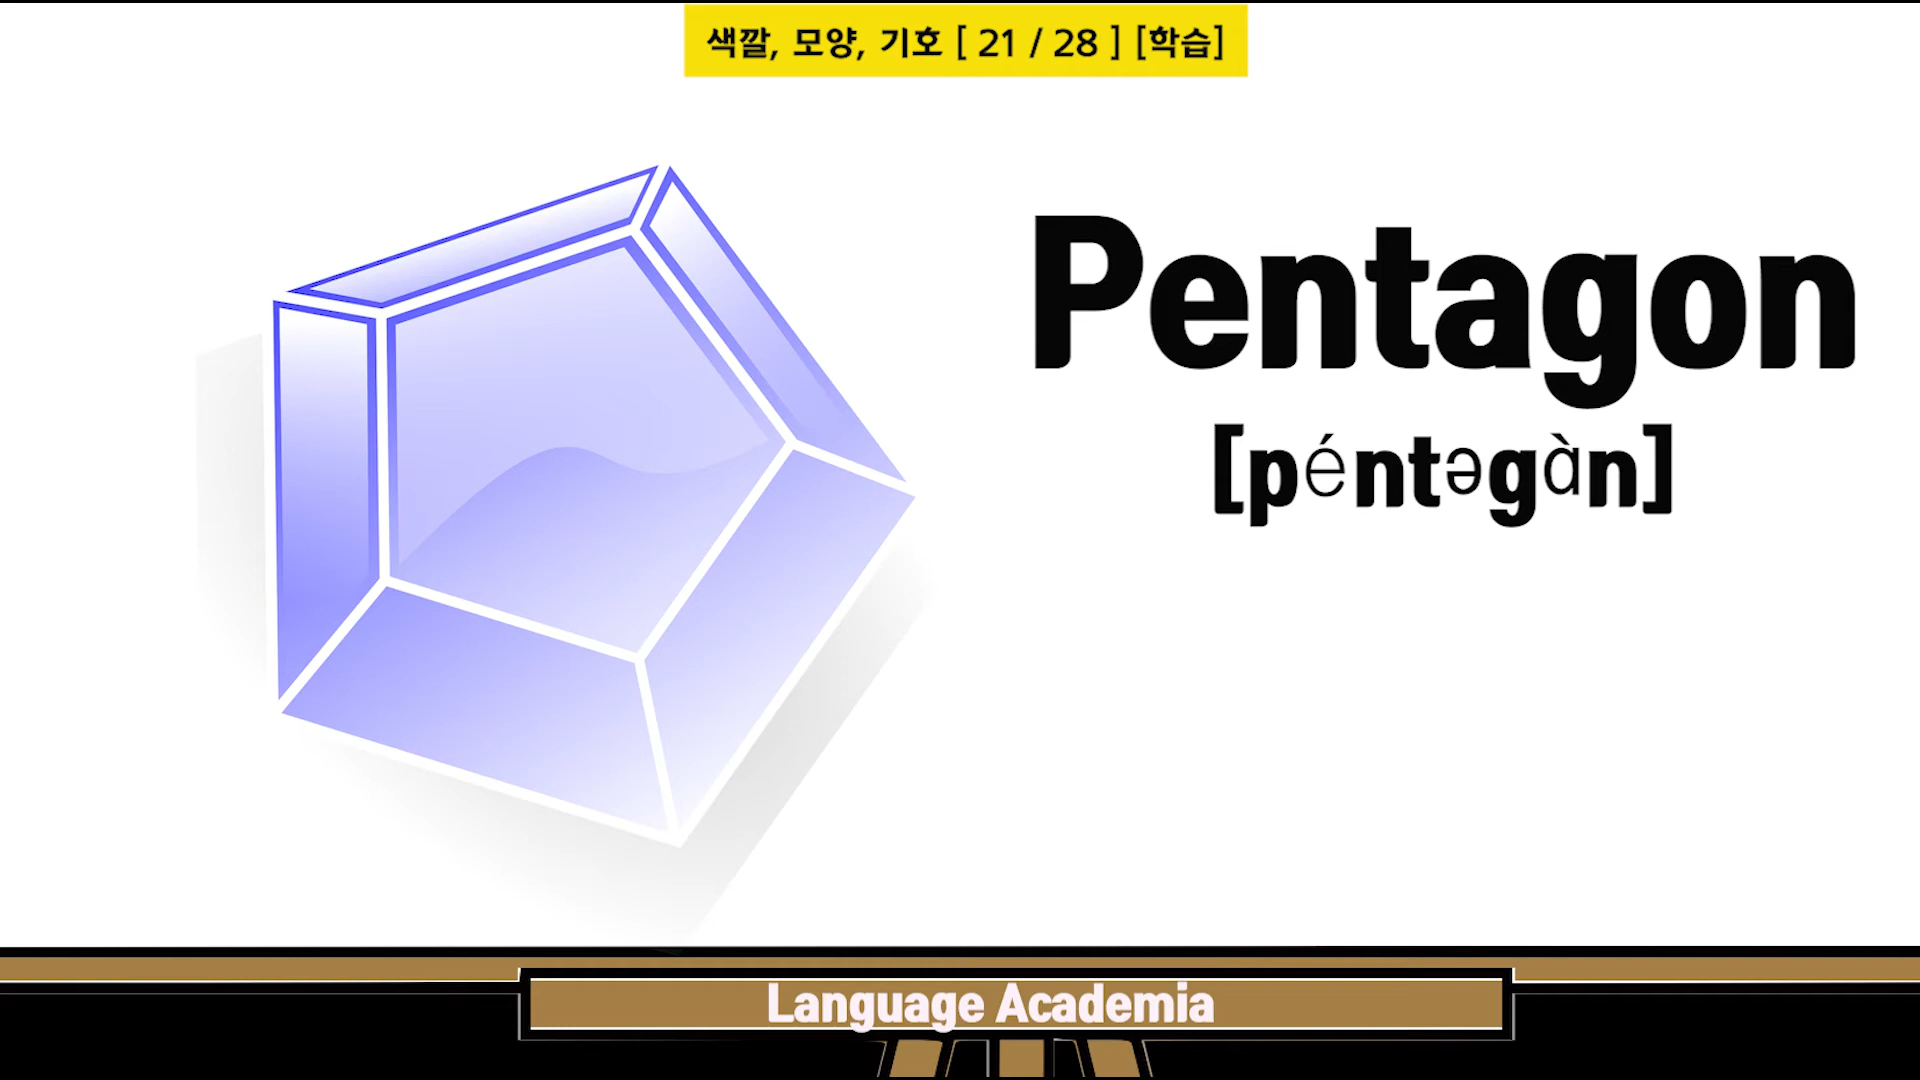 색깔, 모양, 기호 [ 21 / 28 ] [학습]
Pentagon
[péntəgàn]
Language Academia